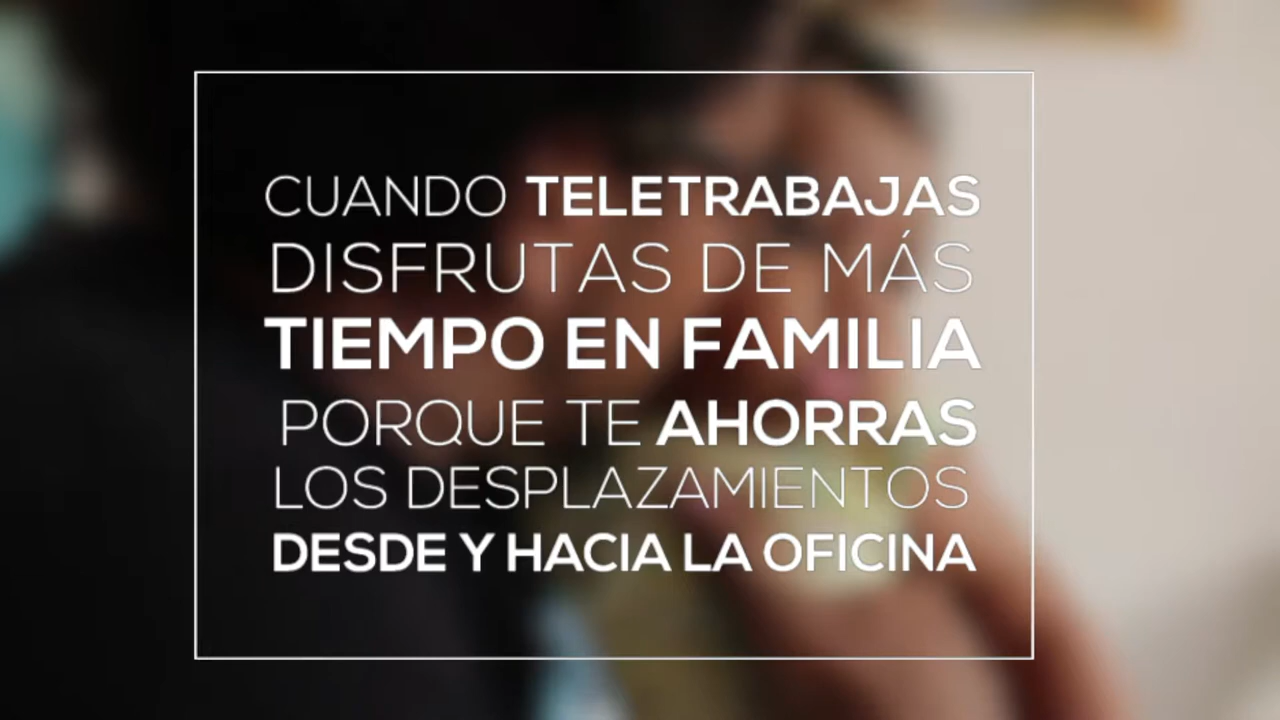 CUANDO TELETRABAJAS
DISFRUTAS DE MÁS
TIEMPO EN FAMILIA
PORQUE TE AHORRAS
LOS DESPLAZAMIENTOS
DESDE Y HACIA LA OFICINA